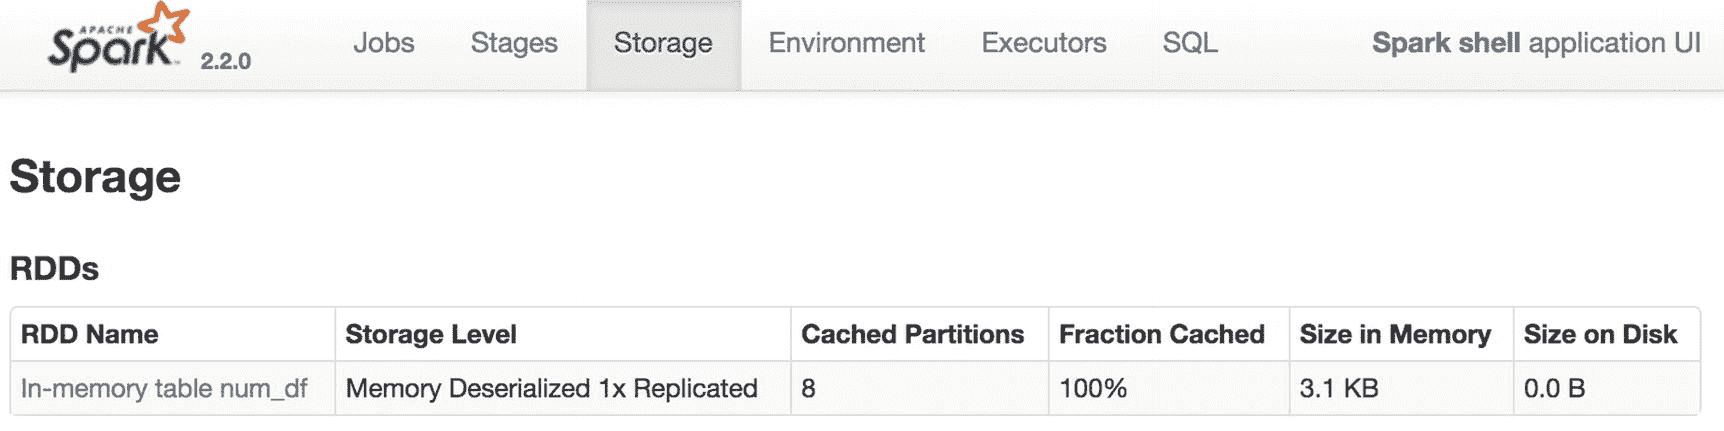 APACHE
Spark 2.2.0 Jobs Stages Storage Environment Executors SQL Spark shell application UI
Storage
RDDs
RDD Name Storage Level Cached Partitions Fraction Cached Size in Memory Size on Disk
In-memory table num_df Memory Deserialized 1x Replicated 8 100% 3.1 KB 0.0 B